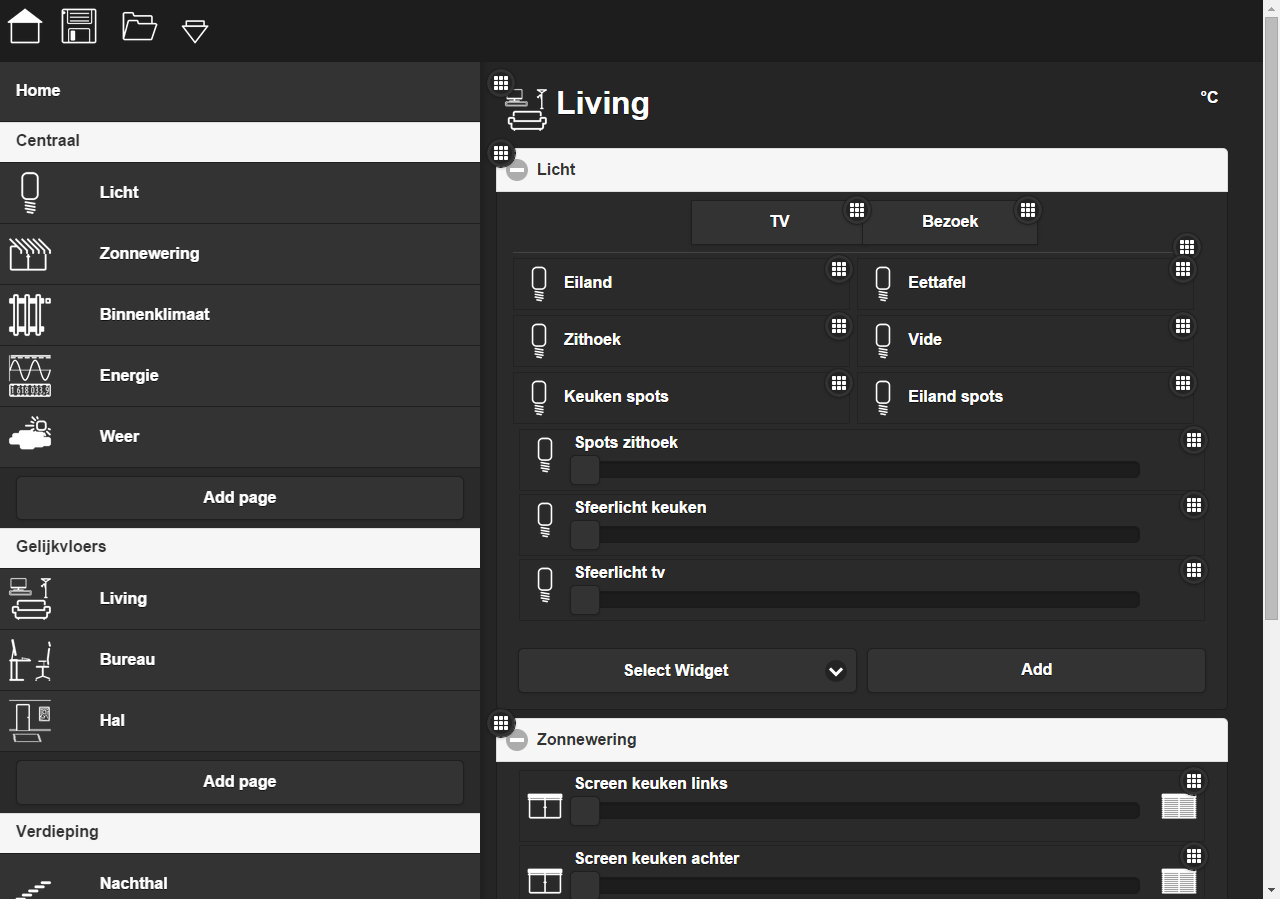 Home
Centraal
Licht
Zonnewering
Binnenklimaat
Energie
Weer
Add page
Gelijkvloers
Living
Bureau
Hal
Add page
Verdieping
Nachthal
Living
°C
Licht
TV
Bezoek
Eiland
Eettafel
Zithoek
Vide
Keuken spots
Eiland spots
Spots zithoek
Sfeerlicht keuken
Sfeerlicht tv
Select Widget
Add
Zonnewering
Screen keuken links
Screen keuken achter